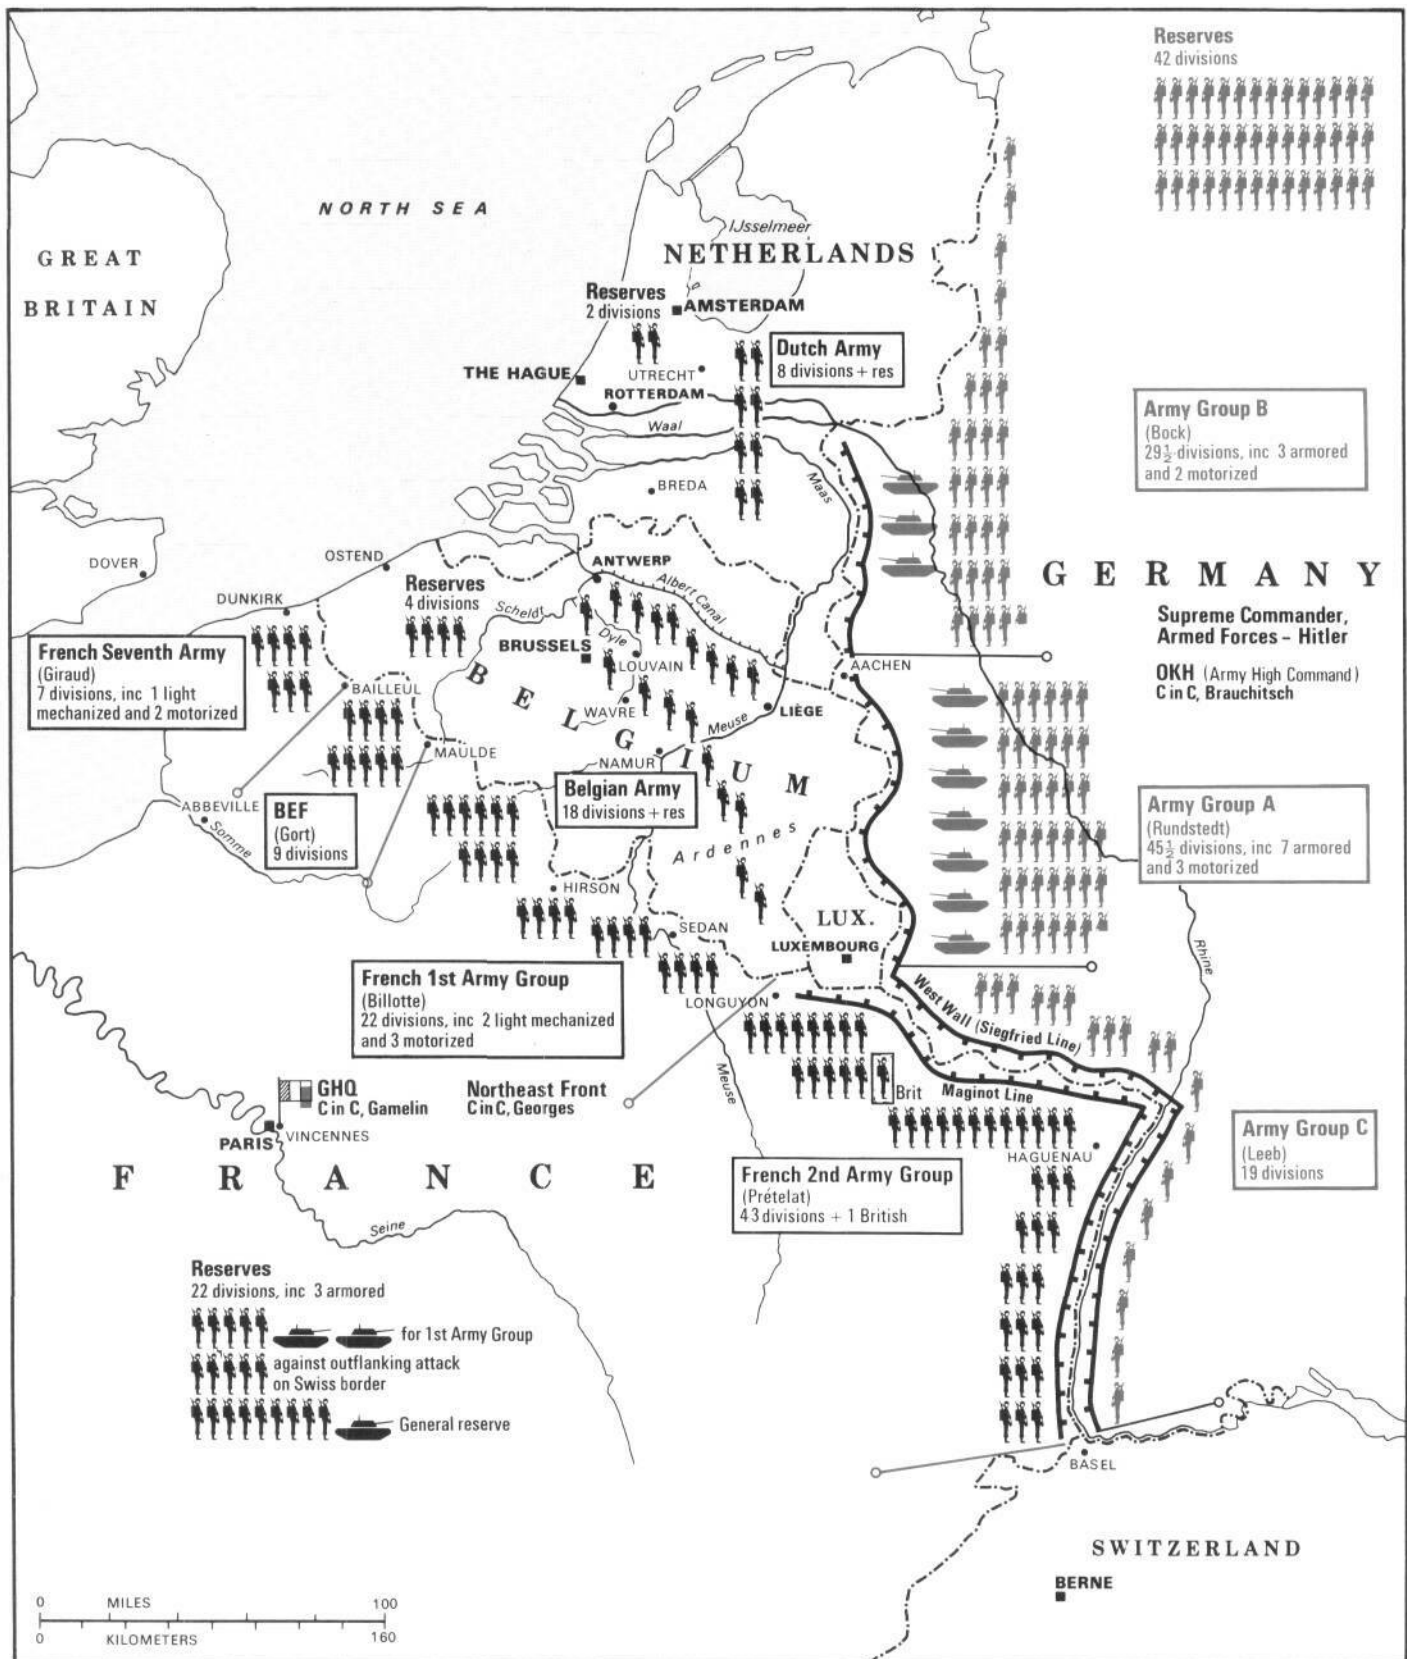 Reserves
42 divisions
NORTH SEA
GREAT
BRITAIN
IJsselmeer
NETHERLANDS
Reserves
2 divisions
AMSTERDAM
Dutch Army
8 divisions + res
THE HAGUE
UTRECHT
ROTTERDAM
Waal
Army Group B
(Bock)
29½ divisions, inc 3 armored
and 2 motorized
BREDA
Maas
DOVER
OSTEND
ANTWERP
Albert Canal
GERMANY
Reserves
4 divisions
DUNKIRK
Scheldt
Dyle
BRUSSELS
LOUVAIN
Supreme Commander,
Armed Forces – Hitler
OKH (Army High Command)
C in C, Brauchitsch
French Seventh Army
(Giraud)
7 divisions, inc 1 light
mechanized and 2 motorized
AACHEN
BAILLEUL
BELGIUM
WAVRE
LIÈGE
Meuse
MAULDE
NAMUR
Belgian Army
18 divisions + res
ABBEVILLE
Somme
BEF
(Gort)
9 divisions
Army Group A
(Rundstedt)
45½ divisions, inc 7 armored
and 3 motorized
Ardennes
HIRSON
SEDAN
LUX.
LUXEMBOURG
Rhine
French 1st Army Group
(Billotte)
22 divisions, inc 2 light mechanized
and 3 motorized
LONGUYON
West Wall (Siegfried Line)
Meuse
Brit
Maginot Line
GHQ
C in C, Gamelin
Northeast Front
C in C, Georges
PARIS
VINCENNES
HAGUENAU
Army Group C
(Leeb)
19 divisions
FRANCE
French 2nd Army Group
(Prételat)
43 divisions + 1 British
Seine
Reserves
22 divisions, inc 3 armored
for 1st Army Group
against outflanking attack
on Swiss border
General reserve
BASEL
SWITZERLAND
BERNE
0 MILES 100
0 KILOMETERS 160